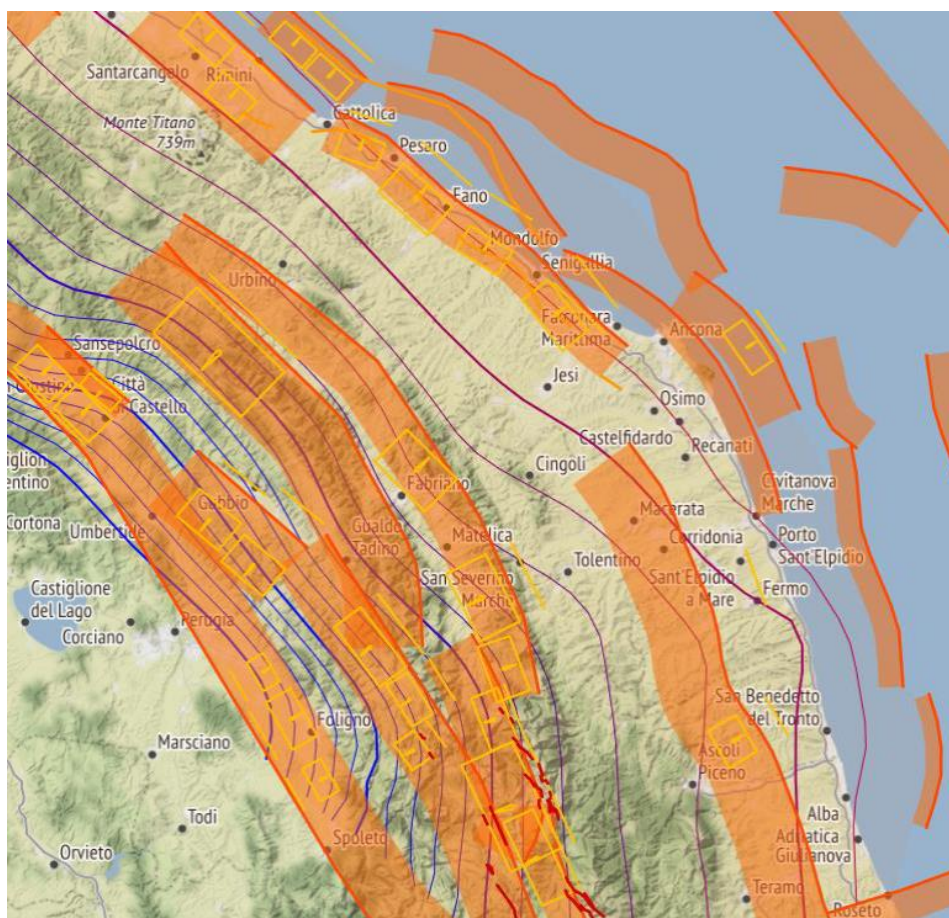 Santarcangelo
Rimini
Monte Titano
739m
Cattolica
Pesaro
Fano
Mondolfo
Senigallia
Urbino
Falconara
Marittima
Ancona
Sansepolcro
Jesi
Osimo
Città
di Castello
Castelfidardo
Recanati
Cingoli
Cortona
Gubbio
Fabriano
Civitanova
Marche
Macerata
Umbertide
Gualdo
Tadino
Matelica
Corridonia
Porto
Sant'Elpidio
Tolentino
San Severino
Marche
Sant'Elpidio
a Mare
Fermo
Castiglione
del Lago
Corciano
Perugia
San Benedetto
del Tronto
Foligno
Marsciano
Ascoli
Piceno
Todi
Alba
Adriatica
Giulianova
Spoleto
Orvieto
Teramo
Roseto